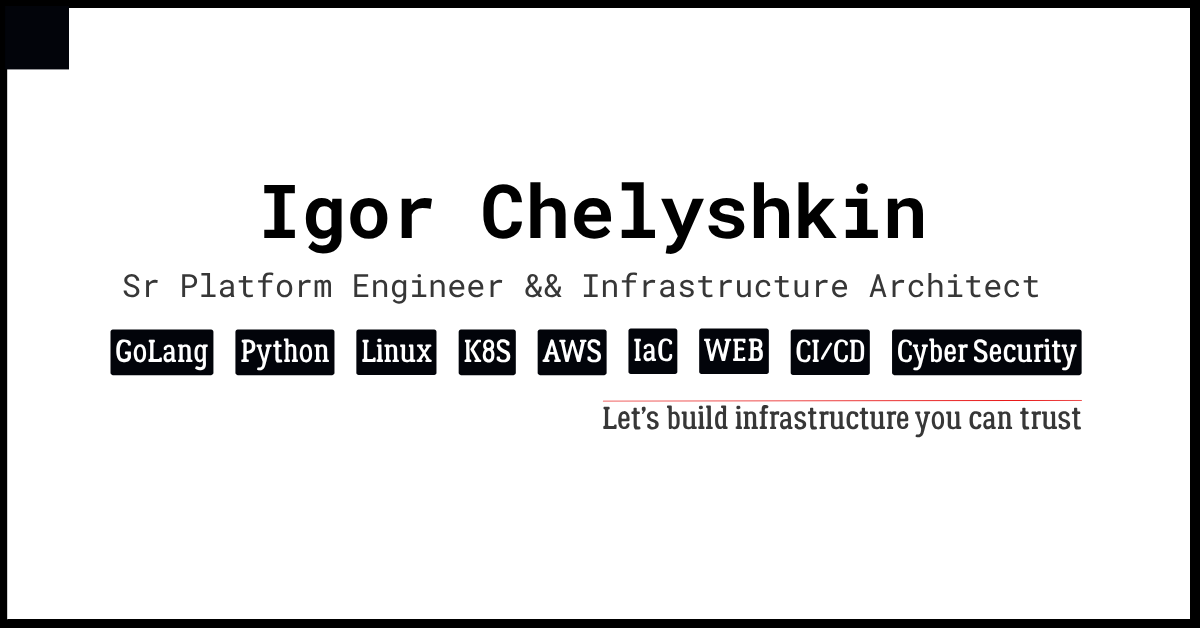 Igor Chelyshkin
Sr Platform Engineer && Infrastructure Architect
GoLang Python Linux K8S AWS IaC WEB CI/CD Cyber Security
Let’s build infrastructure you can trust